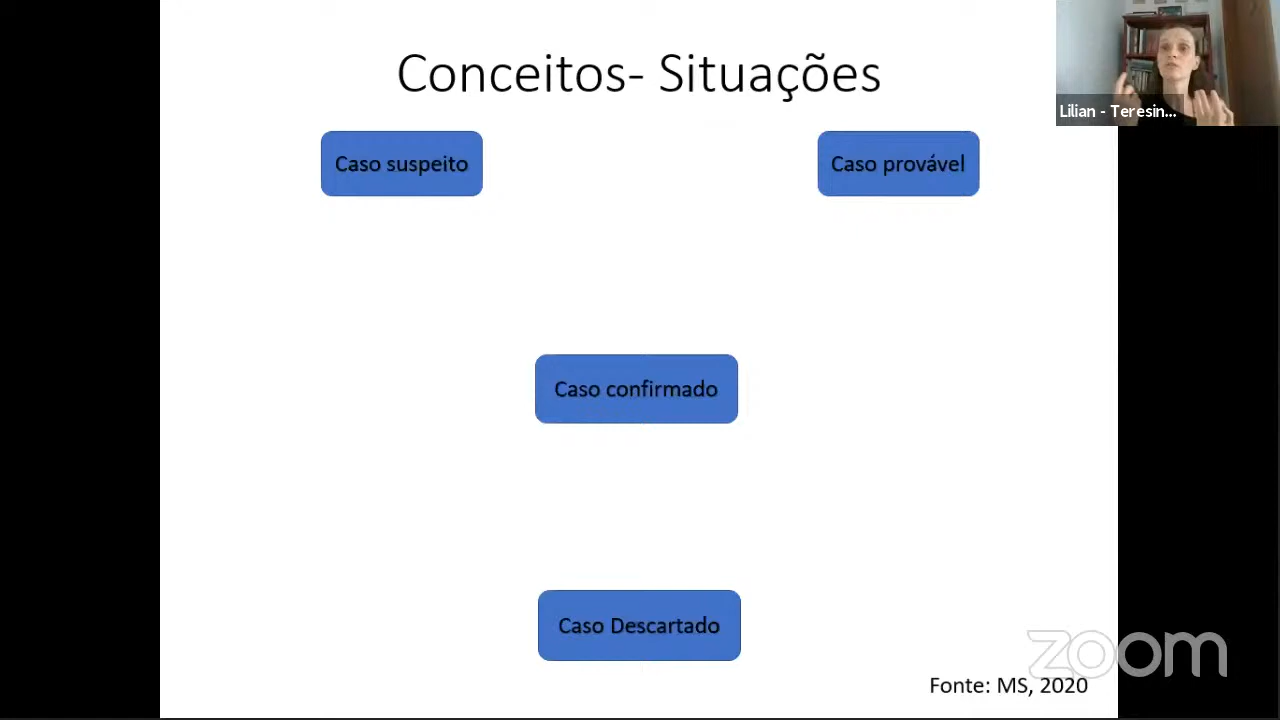 Conceitos- Situações
Lilian - Teresin...
Caso suspeito
Caso provável
Caso confirmado
Caso Descartado
zoom
Fonte: MS, 2020